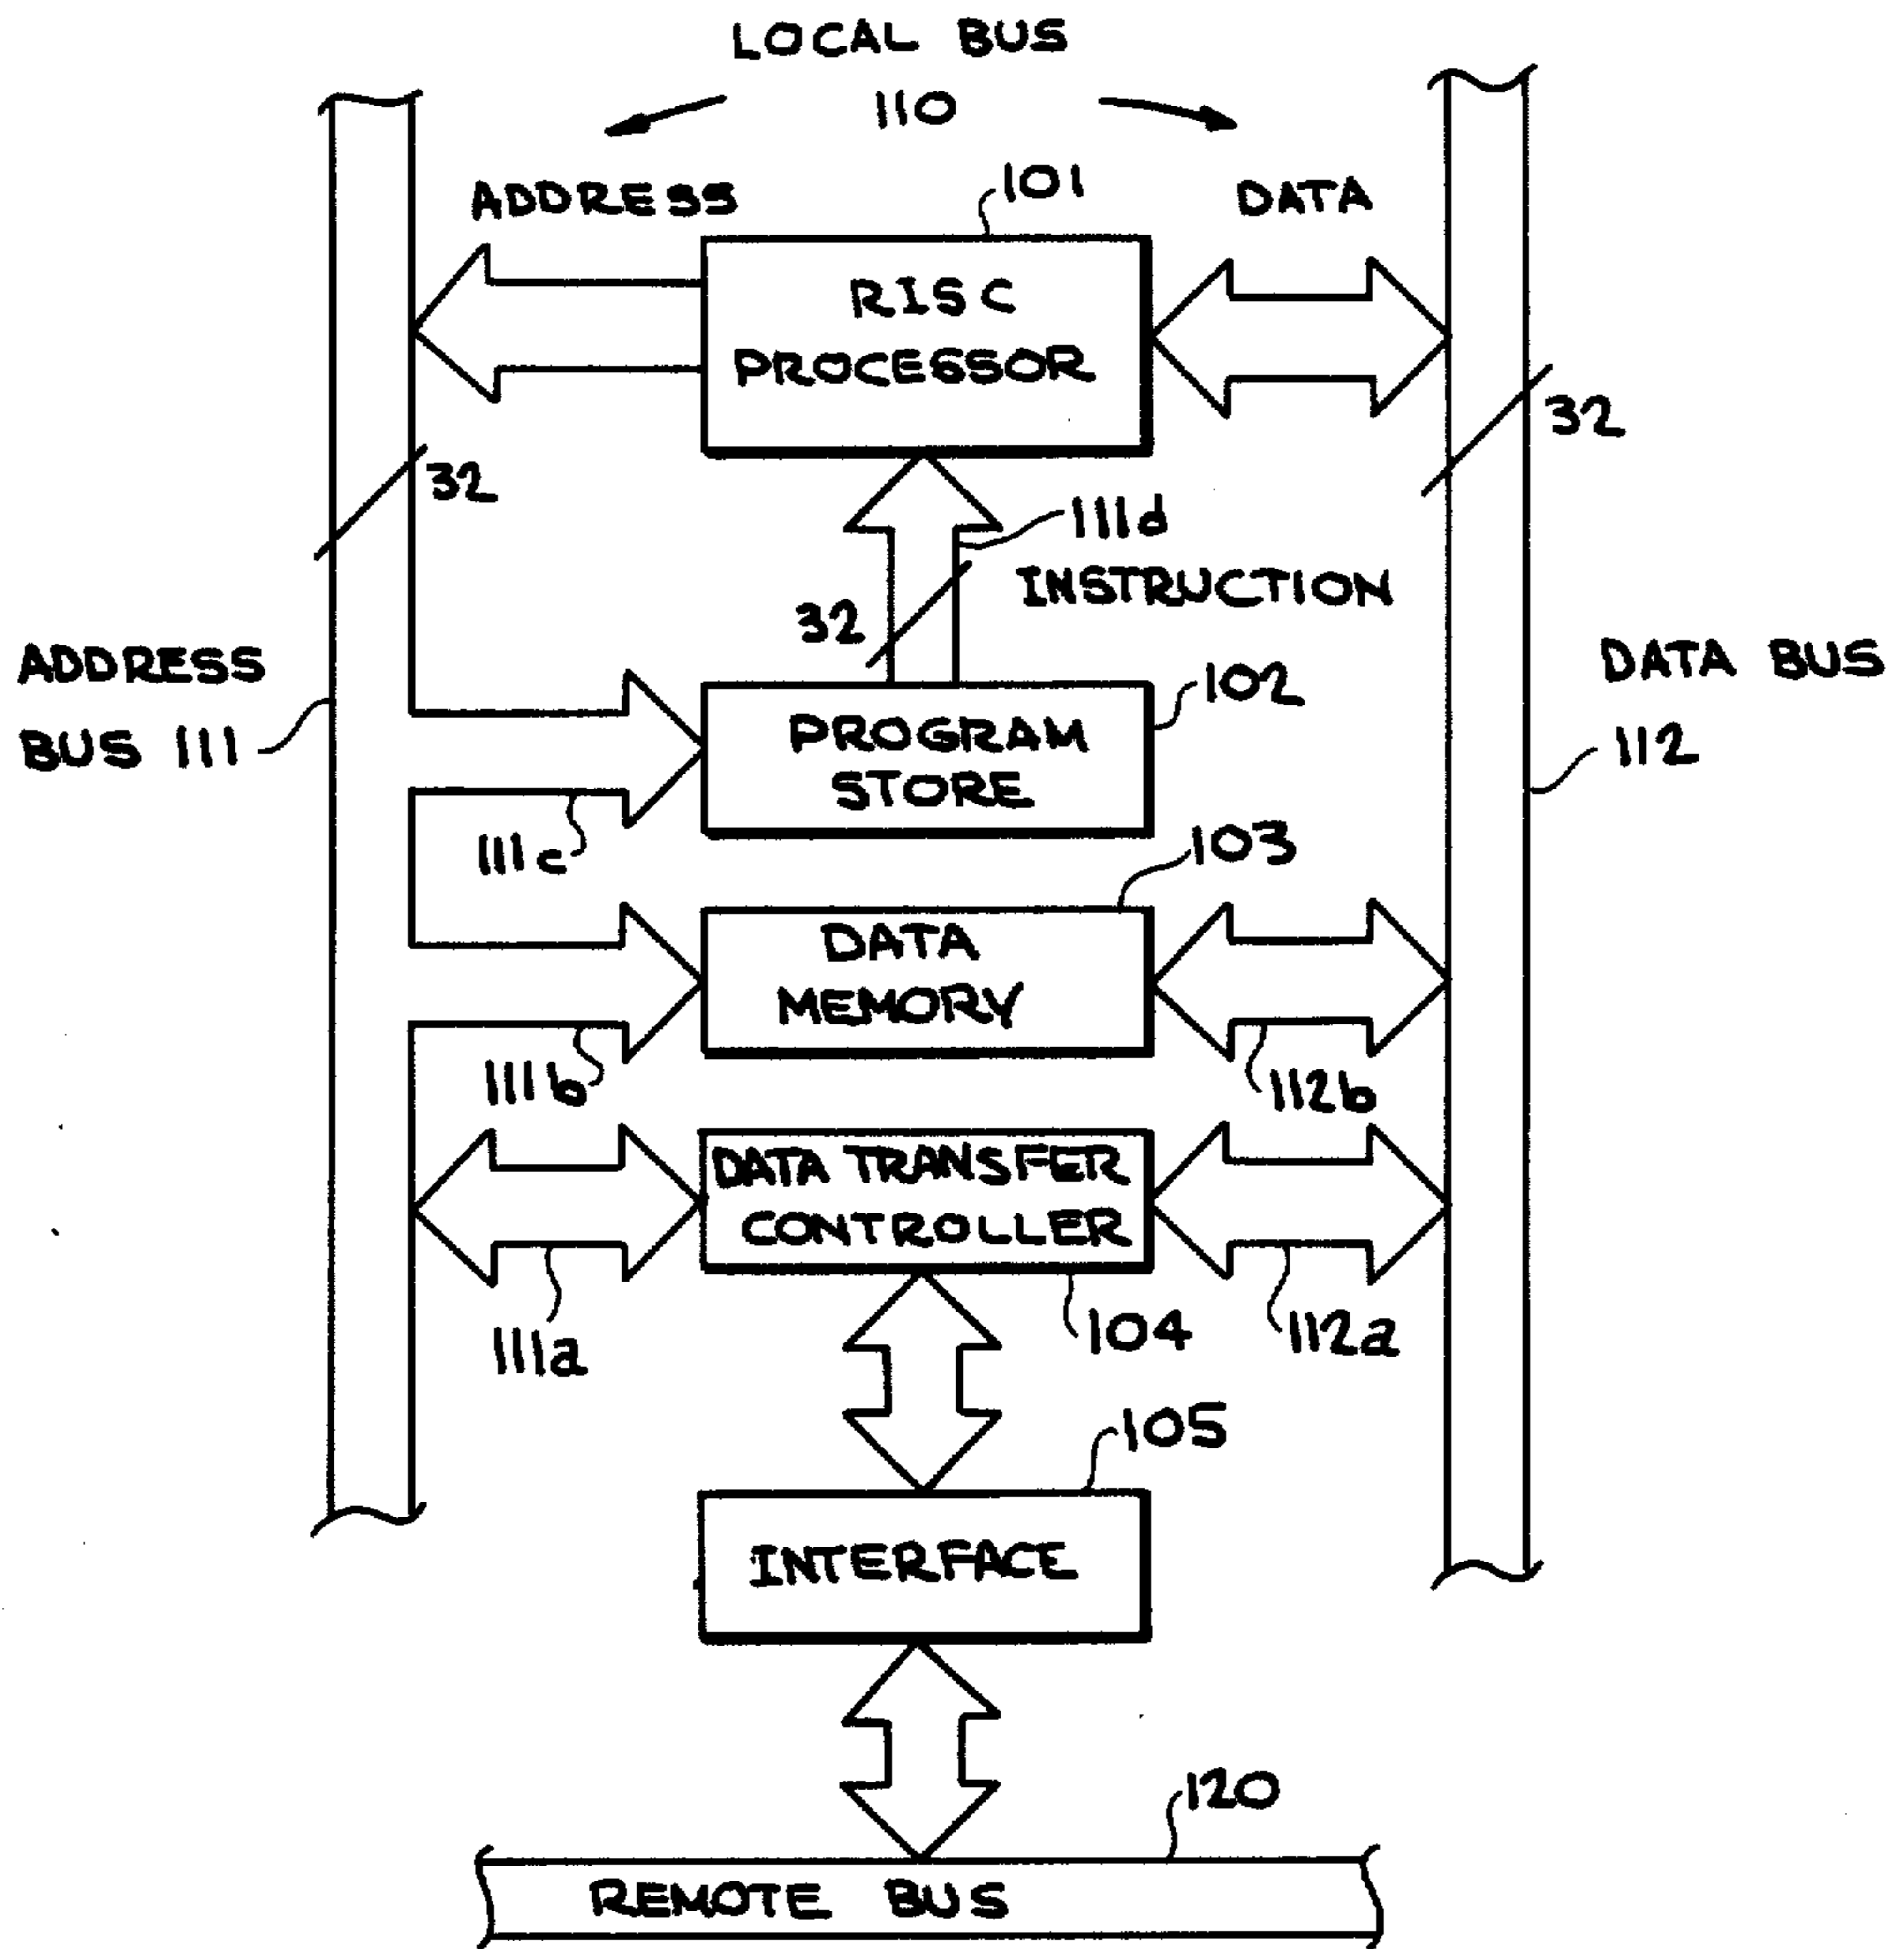 LOCAL BUS
110
ADDRESS
101
DATA
RISC
PROCESSOR
32
32
111d
INSTRUCTION
32
ADDRESS
BUS 111
DATA BUS
112
102
PROGRAM
STORE
111c
103
DATA
MEMORY
111b
112b
DATA TRANSFER
CONTROLLER
111a
104
112a
105
INTERFACE
120
REMOTE BUS